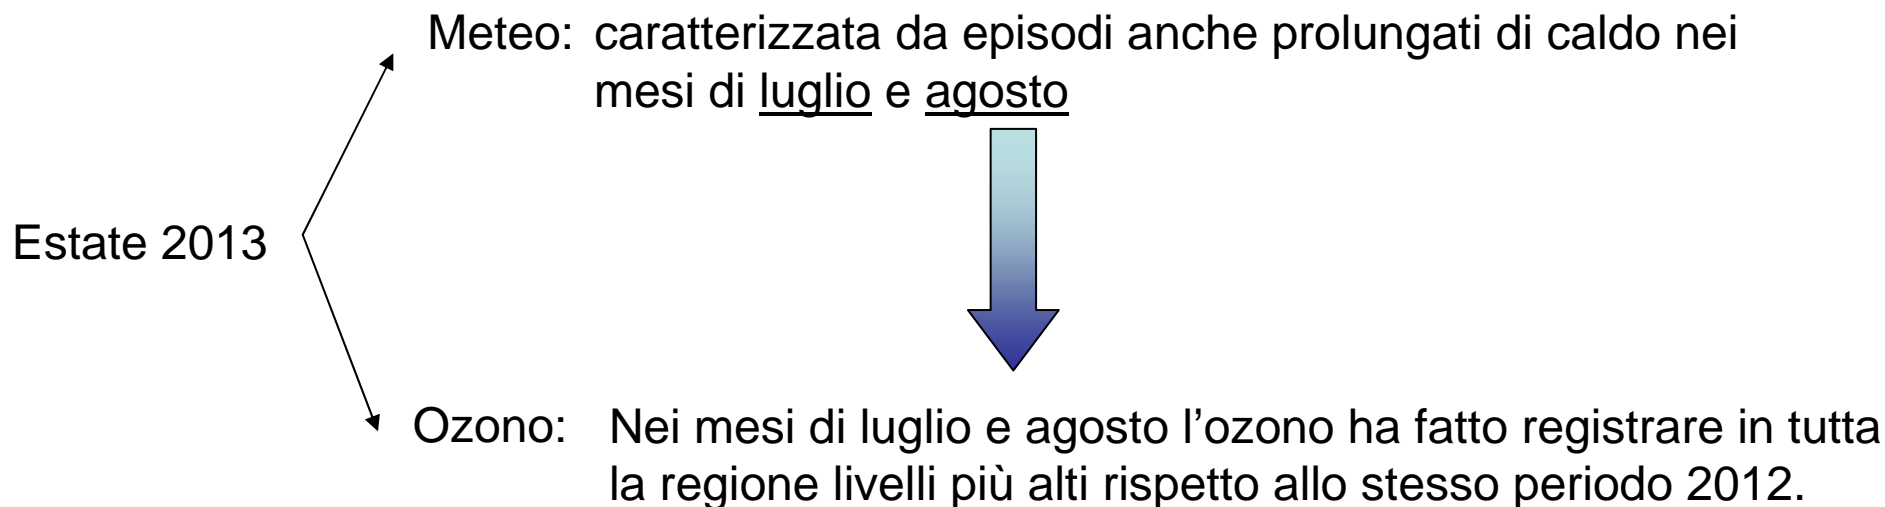 Meteo: caratterizzata da episodi anche prolungati di caldo nei
mesi di luglio e agosto
Estate 2013
Ozono: Nei mesi di luglio e agosto l’ozono ha fatto registrare in tutta
la regione livelli più alti rispetto allo stesso periodo 2012.